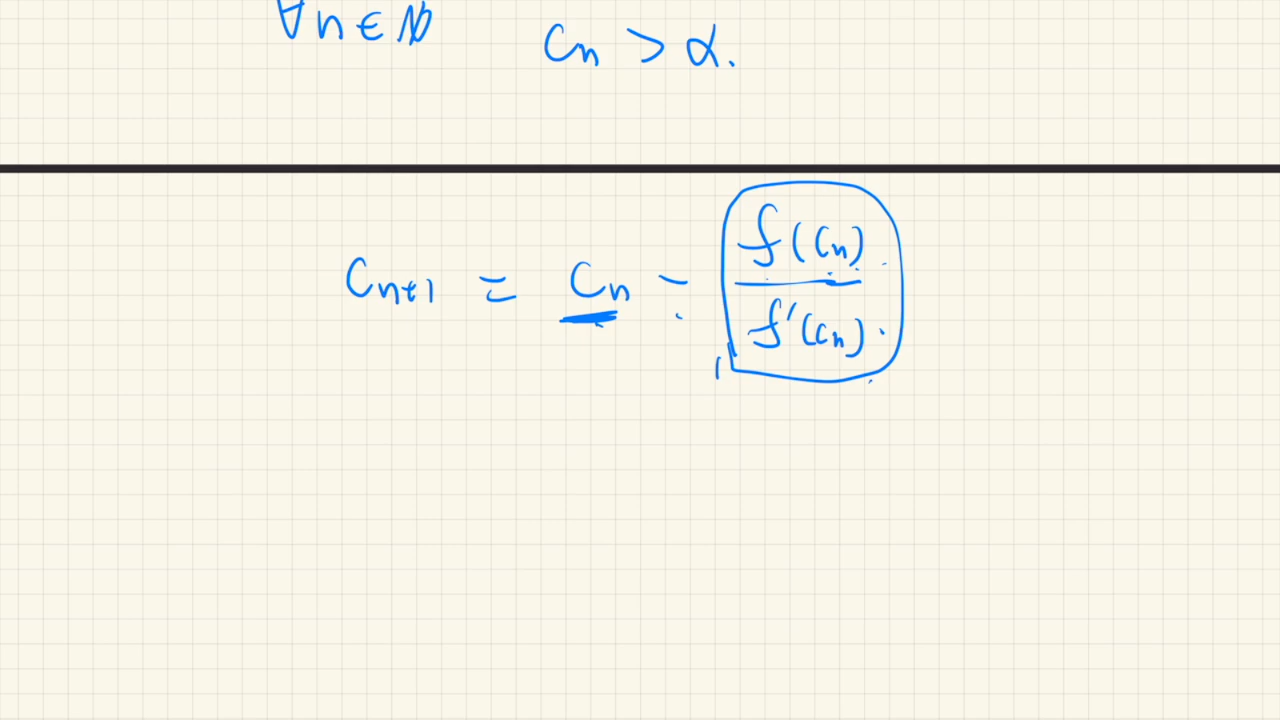 ∀n∈ℕ Cn > α.
Cn+1 = Cn - f(Cn)/f'(Cn)